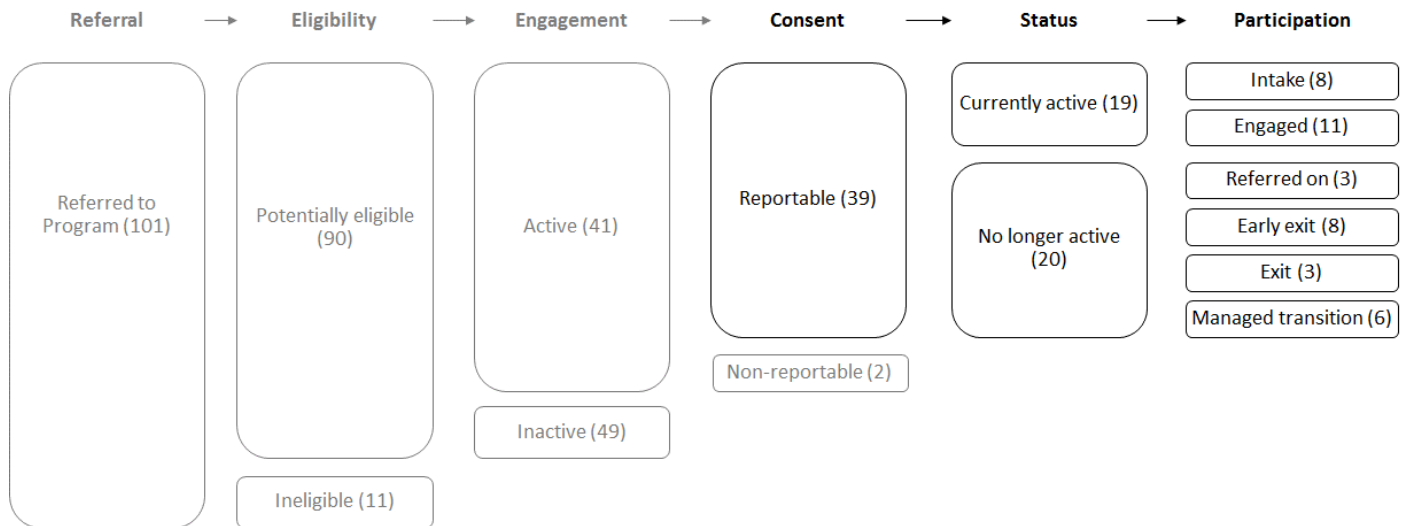 Referral → Eligibility → Engagement → Consent → Status → Participation
Referred to
Program (101)
Potentially eligible
(90)
Ineligible (11)
Active (41)
Inactive (49)
Reportable (39)
Non-reportable (2)
Currently active (19)
No longer active
(20)
Intake (8)
Engaged (11)
Referred on (3)
Early exit (8)
Exit (3)
Managed transition (6)